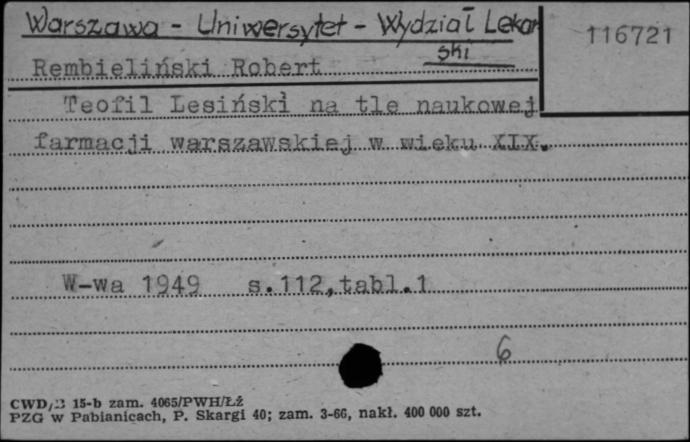 Warszawa - Uniwersytet - Wydział Lekar
ski
116721
Rembieliński Robert
Teofil Lesiński na tle naukowej
farmacji warszawskiej w wieku XIX.
W-wa 1949 s.112,tabl.1
6
CWD/3 15-b zam. 4065/PWH/Łź
PZG w Pabianicach, P. Skargi 40; zam. 3-66, nakł. 400 000 szt.